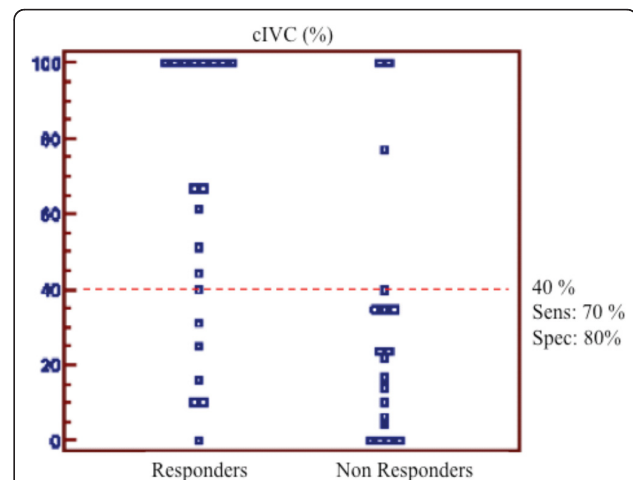 cIVC (%)
100
80
60
40
20
0
40 %
Sens: 70 %
Spec: 80%
Responders
Non Responders